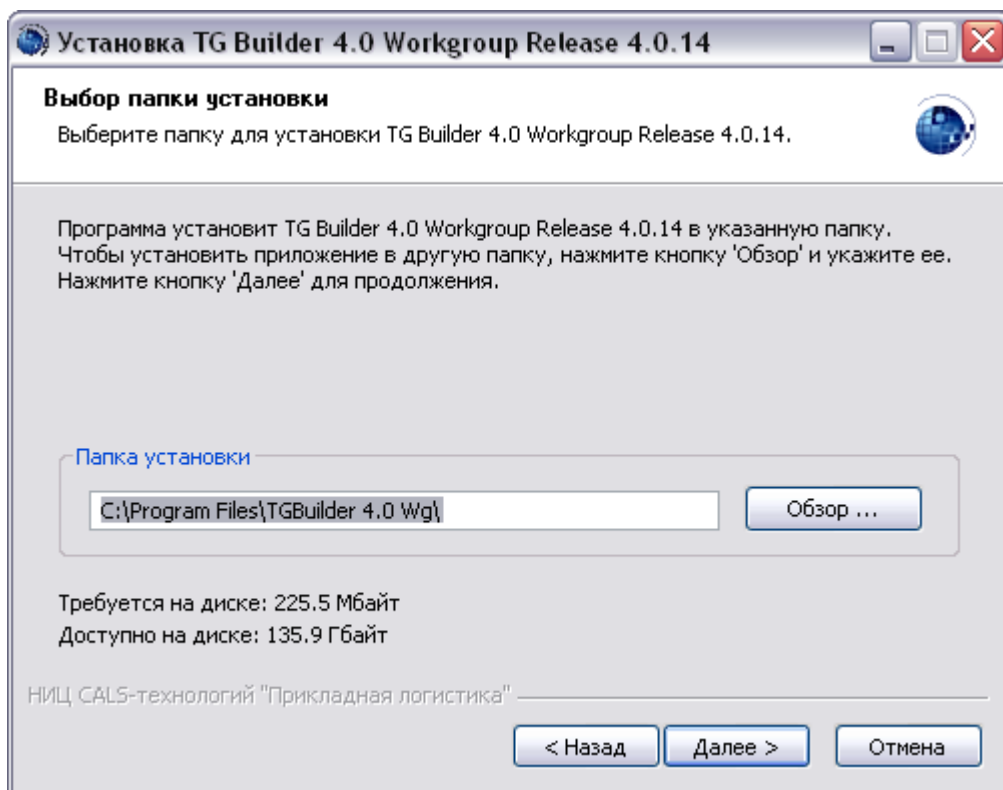 Установка TG Builder 4.0 Workgroup Release 4.0.14
Выбор папки установки
Выберите папку для установки TG Builder 4.0 Workgroup Release 4.0.14.
Программа установит TG Builder 4.0 Workgroup Release 4.0.14 в указанную папку.
Чтобы установить приложение в другую папку, нажмите кнопку 'Обзор' и укажите ее.
Нажмите кнопку 'Далее' для продолжения.
Папка установки
C:\Program Files\TGBuilder 4.0 Wg\
Обзор ...
Требуется на диске: 225.5 Мбайт
Доступно на диске: 135.9 Гбайт
НИЦ CALS-технологий "Прикладная логистика"
< Назад
Далее >
Отмена